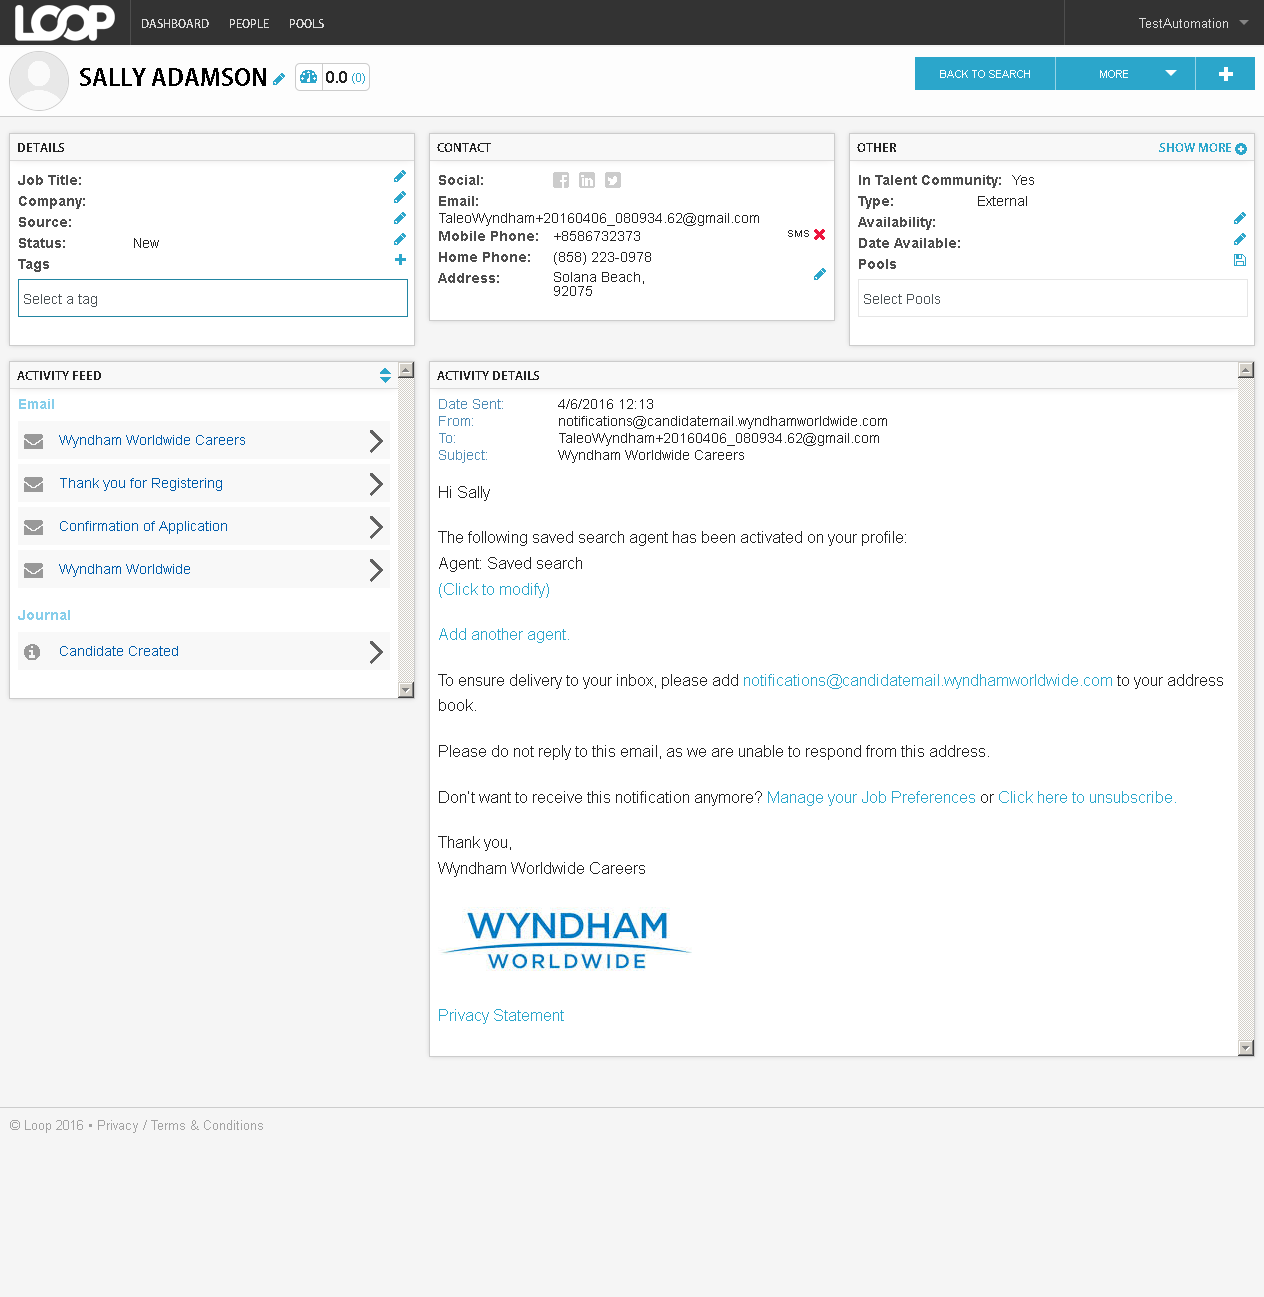 LOOP DASHBOARD PEOPLE POOLS TestAutomation
SALLY ADAMSON 0.0 (0) BACK TO SEARCH MORE
DETAILS
Job Title:
Company:
Source:
Status: New
Tags
Select a tag
CONTACT
Social:
Email:
TaleoWyndham+20160406_080934.62@gmail.com
Mobile Phone: +8586732373 SMS
Home Phone: (858) 223-0978
Address: Solana Beach,
92075
OTHER SHOW MORE
In Talent Community: Yes
Type: External
Availability:
Date Available:
Pools
Select Pools
ACTIVITY FEED
Email
Wyndham Worldwide Careers
Thank you for Registering
Confirmation of Application
Wyndham Worldwide
Journal
Candidate Created
ACTIVITY DETAILS
Date Sent: 4/6/2016 12:13
From: notifications@candidatemail.wyndhamworldwide.com
To: TaleoWyndham+20160406_080934.62@gmail.com
Subject: Wyndham Worldwide Careers
Hi Sally
The following saved search agent has been activated on your profile:
Agent: Saved search
(Click to modify)
Add another agent.
To ensure delivery to your inbox, please add notifications@candidatemail.wyndhamworldwide.com to your address
book.
Please do not reply to this email, as we are unable to respond from this address.
Don't want to receive this notification anymore? Manage your Job Preferences or Click here to unsubscribe.
Thank you,
Wyndham Worldwide Careers
WYNDHAM
WORLDWIDE
Privacy Statement
© Loop 2016 • Privacy / Terms & Conditions